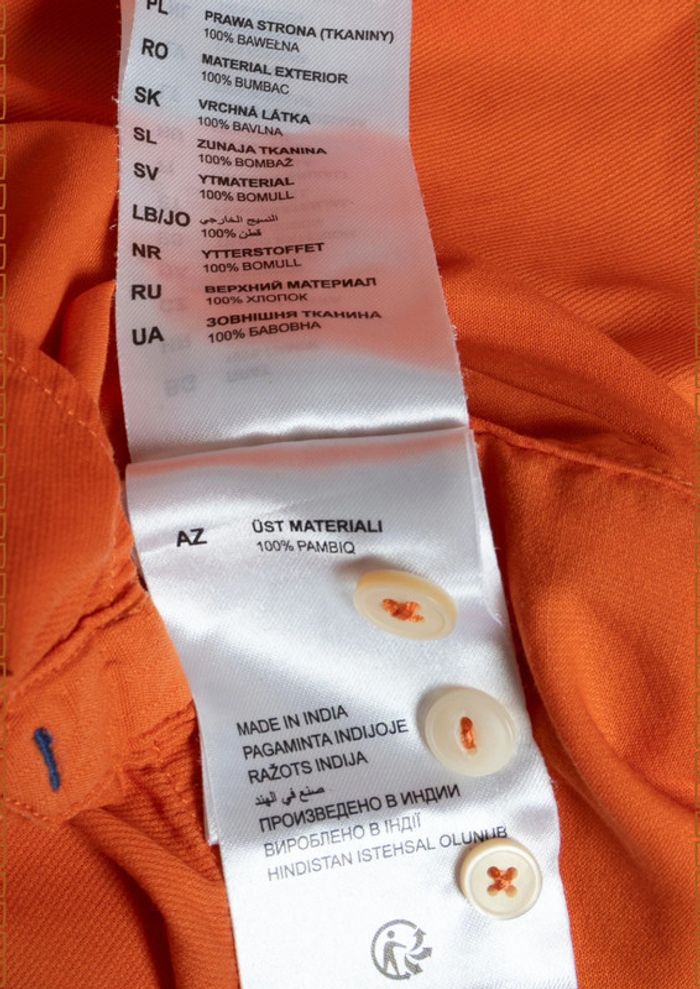 PL PRAWA STRONA (TKANINY)
100% BAWEŁNA
RO MATERIAL EXTERIOR
100% BUMBAC
SK VRCHNÁ LÁTKA
100% BAVLNA
SL ZUNAJA TKANINA
100% BOMBAŽ
SV YTMATERIAL
100% BOMULL
LB/JO النسيج الخارجي
100% قطن
NR YTTERSTOFFET
100% BOMULL
RU ВЕРХНИЙ МАТЕРИАЛ
100% ХЛОПОК
UA ЗОВНІШНЯ ТКАНИНА
100% БАВОВНА
AZ ÜST MATERIALI
100% PAMBIQ
MADE IN INDIA
PAGAMINTA INDIJOJE
RAŽOTS INDIJA
صنع في الهند
ПРОИЗВЕДЕНО В ИНДИИ
ВИРОБЛЕНО В ІНДІЇ
HINDISTAN ISTEHSAL OLUNUB